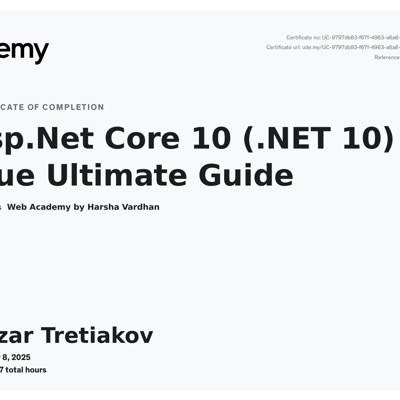 emy
Certificate no: UC-9797db83-f67f-4963-a6a8-
Certificate url: ude.my/UC-9797db83-f67f-4963-a6a8-
Reference
CATE OF COMPLETION
sp.Net Core 10 (.NET 10)
ue Ultimate Guide
s Web Academy by Harsha Vardhan
zar Tretiakov
8, 2025
7 total hours